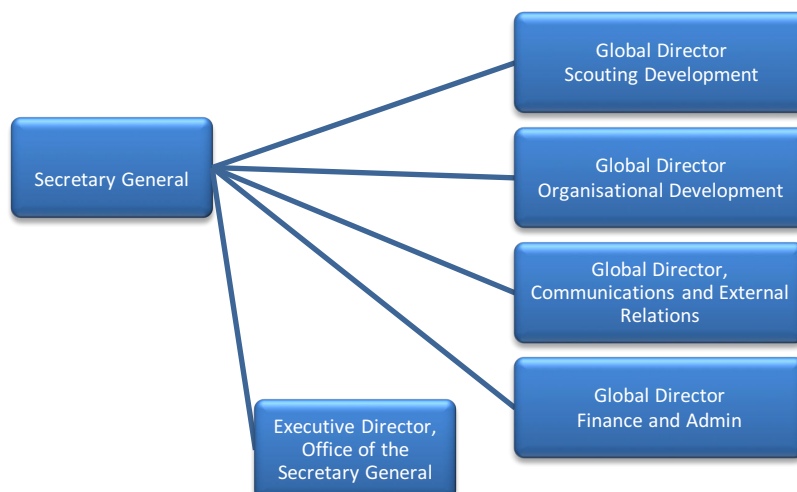 Secretary General
Global Director
Scouting Development
Global Director
Organisational Development
Global Director,
Communications and External
Relations
Global Director
Finance and Admin
Executive Director,
Office of the
Secretary General